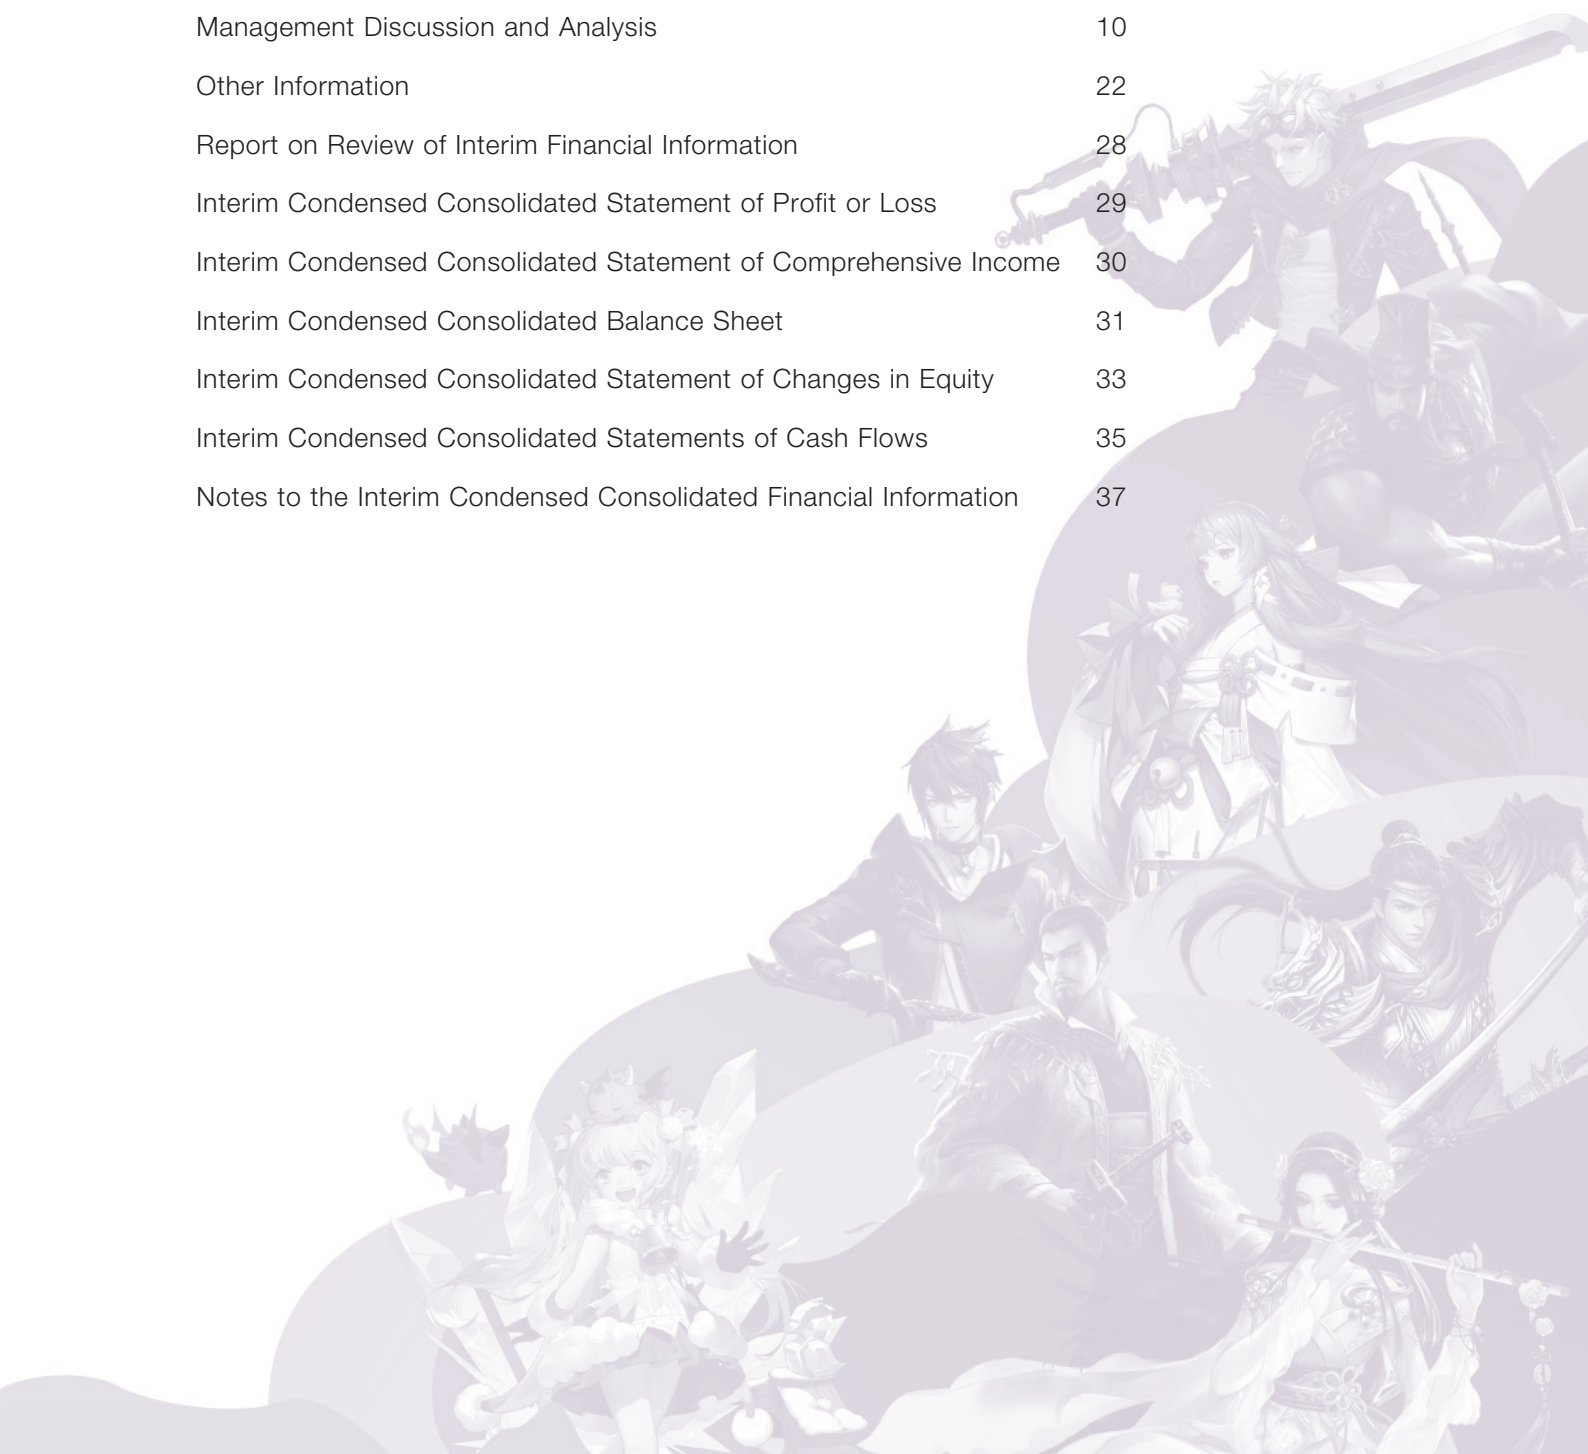 Management Discussion and Analysis 10
Other Information 22
Report on Review of Interim Financial Information 28
Interim Condensed Consolidated Statement of Profit or Loss 29
Interim Condensed Consolidated Statement of Comprehensive Income 30
Interim Condensed Consolidated Balance Sheet 31
Interim Condensed Consolidated Statement of Changes in Equity 33
Interim Condensed Consolidated Statements of Cash Flows 35
Notes to the Interim Condensed Consolidated Financial Information 37